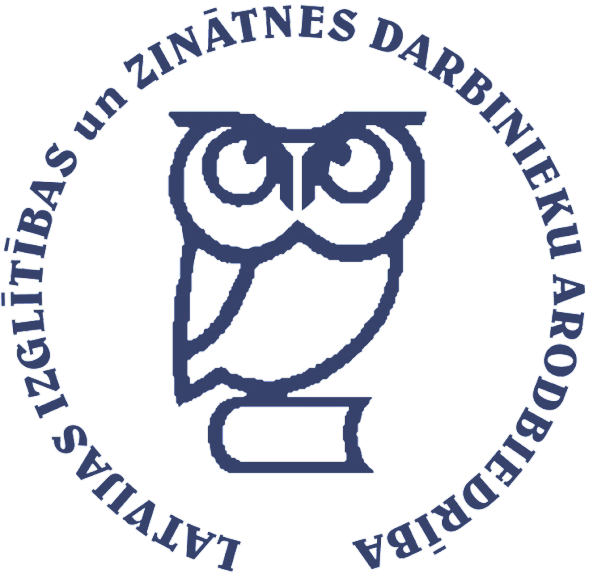 LATVIJAS IZGLĪTĪBAS un ZINĀTNES DARBINIEKU ARODBIEDRĪBA